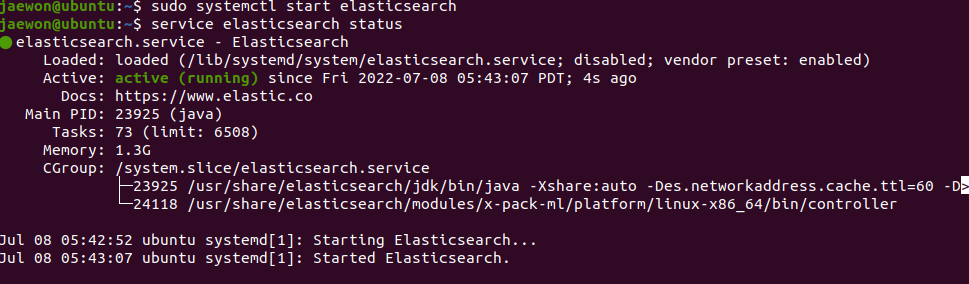 jaewon@ubuntu:~$ sudo systemctl start elasticsearch
jaewon@ubuntu:~$ service elasticsearch status
● elasticsearch.service - Elasticsearch
     Loaded: loaded (/lib/systemd/system/elasticsearch.service; disabled; vendor preset: enabled)
     Active: active (running) since Fri 2022-07-08 05:43:07 PDT; 4s ago
       Docs: https://www.elastic.co
   Main PID: 23925 (java)
      Tasks: 73 (limit: 6508)
     Memory: 1.3G
     CGroup: /system.slice/elasticsearch.service
             ├─23925 /usr/share/elasticsearch/jdk/bin/java -Xshare:auto -Des.networkaddress.cache.ttl=60 -D>
             └─24118 /usr/share/elasticsearch/modules/x-pack-ml/platform/linux-x86_64/bin/controller

Jul 08 05:42:52 ubuntu systemd[1]: Starting Elasticsearch...
Jul 08 05:43:07 ubuntu systemd[1]: Started Elasticsearch.